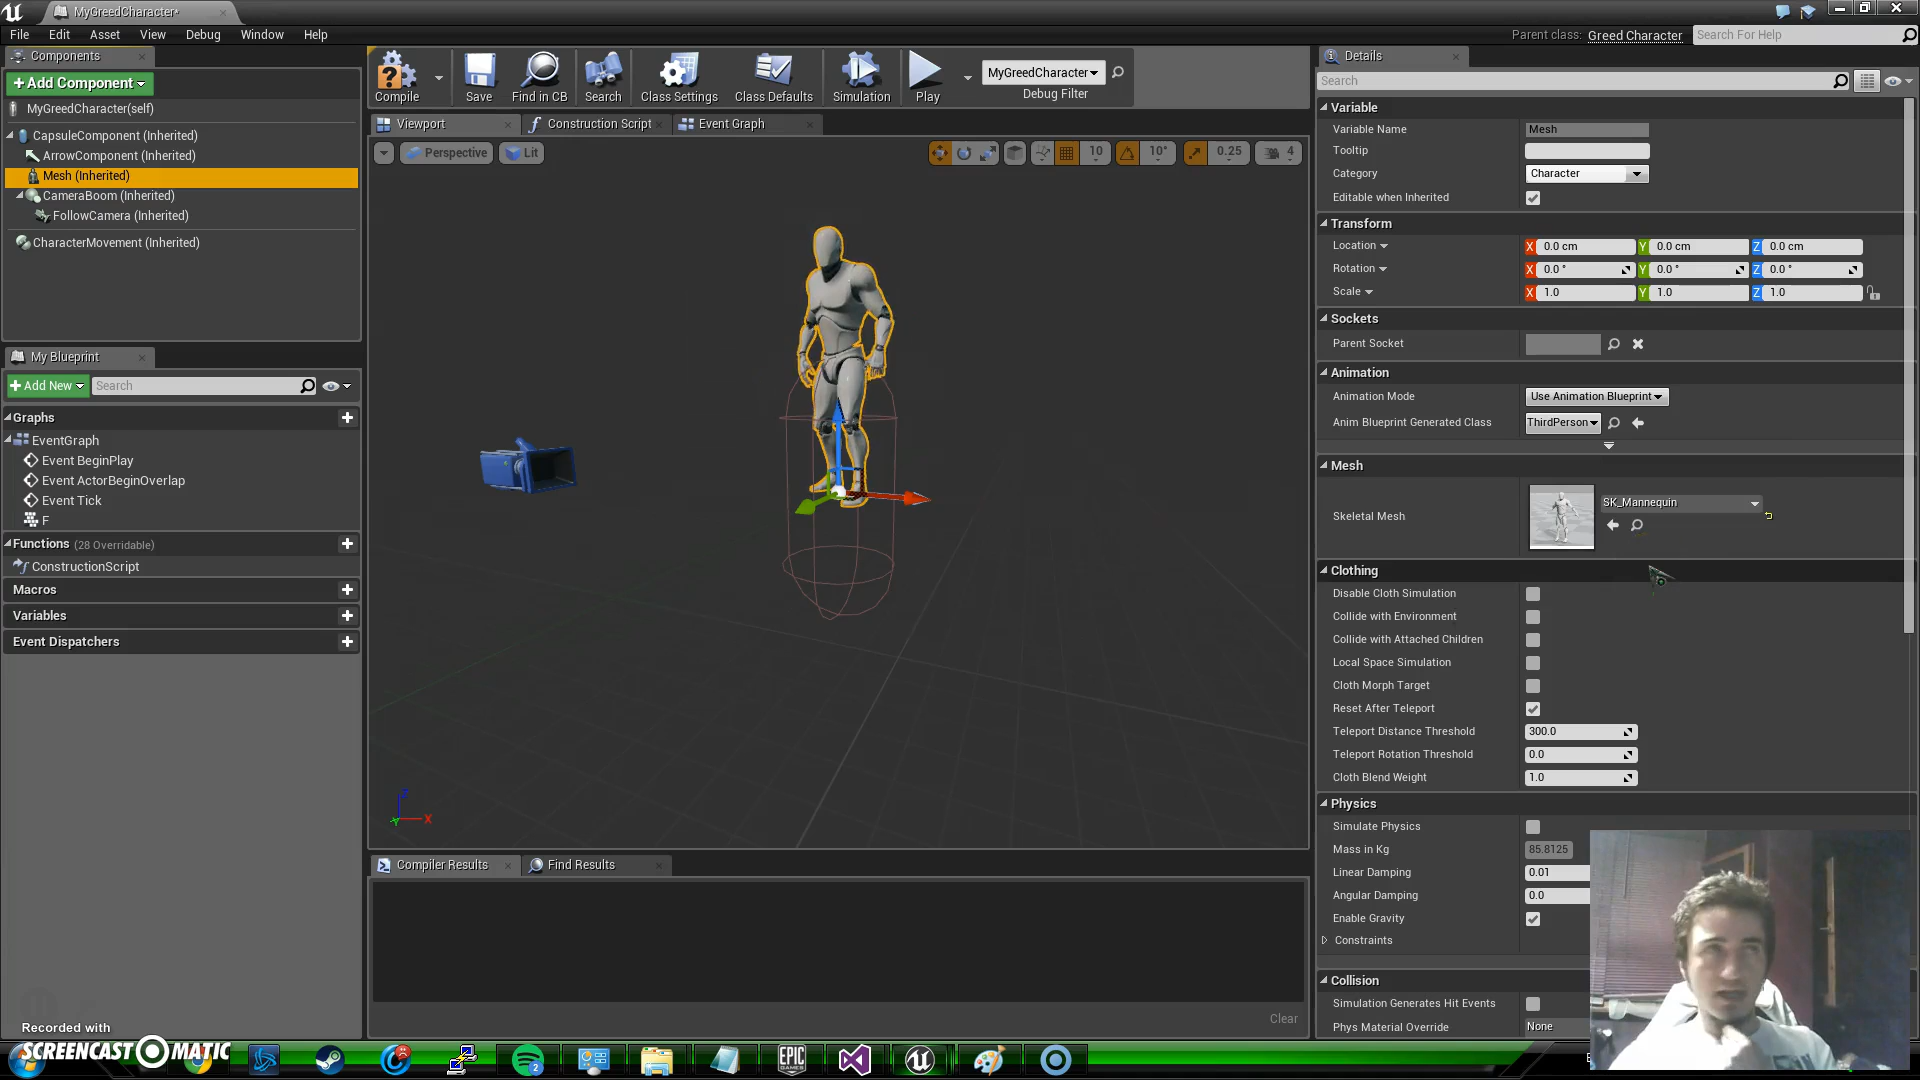 MyGreedCharacter*
File Edit Asset View Debug Window Help
Parent class: Greed Character
Search For Help
Components
+Add Component
MyGreedCharacter(self)
CapsuleComponent (Inherited)
ArrowComponent (Inherited)
Mesh (Inherited)
CameraBoom (Inherited)
FollowCamera (Inherited)
CharacterMovement (Inherited)
My Blueprint
+Add New
Search
Graphs
EventGraph
Event BeginPlay
Event ActorBeginOverlap
Event Tick
F
Functions (28 Overridable)
ConstructionScript
Macros
Variables
Event Dispatchers
Compile Save Find in CB Search Class Settings Class Defaults Simulation Play
MyGreedCharacter
Debug Filter
Viewport Construction Script Event Graph
Perspective Lit
10 10° 0.25 4
Z
X
Y
Compiler Results Find Results
Clear
Details
Search
Variable
Variable Name Mesh
Tooltip
Category Character
Editable when Inherited
Transform
Location X 0.0 cm Y 0.0 cm Z 0.0 cm
Rotation X 0.0 ° Y 0.0 ° Z 0.0 °
Scale X 1.0 Y 1.0 Z 1.0
Sockets
Parent Socket
Animation
Animation Mode Use Animation Blueprint
Anim Blueprint Generated Class ThirdPerson
Mesh
Skeletal Mesh SK_Mannequin
Clothing
Disable Cloth Simulation
Collide with Environment
Collide with Attached Children
Local Space Simulation
Cloth Morph Target
Reset After Teleport
Teleport Distance Threshold 300.0
Teleport Rotation Threshold 0.0
Cloth Blend Weight 1.0
Physics
Simulate Physics
Mass in Kg 85.8125
Linear Damping 0.01
Angular Damping 0.0
Enable Gravity
Constraints
Collision
Simulation Generates Hit Events
Phys Material Override None
Recorded with
SCREENCAST O MATIC
2
EPIC
GAMES